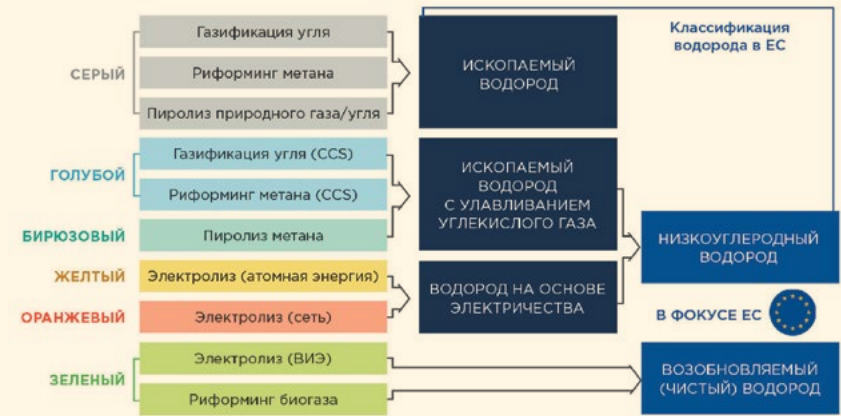 Классификация
водорода в ЕС
СЕРЫЙ
Газификация угля
Риформинг метана
Пиролиз природного газа/угля
ИСКОПАЕМЫЙ
ВОДОРОД
ГОЛУБОЙ
Газификация угля (CCS)
Риформинг метана (CCS)
БИРЮЗОВЫЙ
Пиролиз метана
ИСКОПАЕМЫЙ
ВОДОРОД
С УЛАВЛИВАНИЕМ
УГЛЕКИСЛОГО ГАЗА
ЖЕЛТЫЙ
Электролиз (атомная энергия)
ОРАНЖЕВЫЙ
Электролиз (сеть)
ВОДОРОД НА ОСНОВЕ
ЭЛЕКТРИЧЕСТВА
НИЗКОУГЛЕРОДНЫЙ
ВОДОРОД
В ФОКУСЕ ЕС
ЗЕЛЕНЫЙ
Электролиз (ВИЭ)
Риформинг биогаза
ВОЗОБНОВЛЯЕМЫЙ
(ЧИСТЫЙ) ВОДОРОД